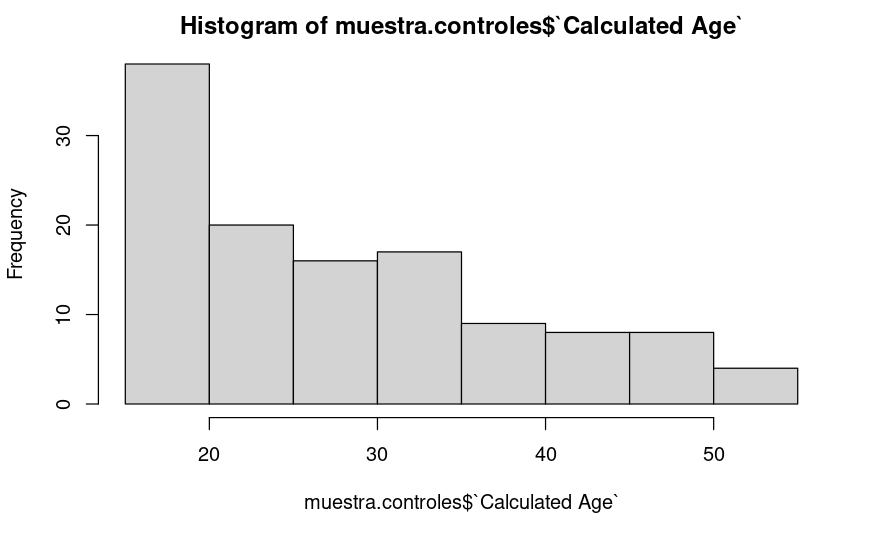 Histogram of muestra.controles$`Calculated Age`
Frequency
30
20
10
0
20 30 40 50
muestra.controles$`Calculated Age`